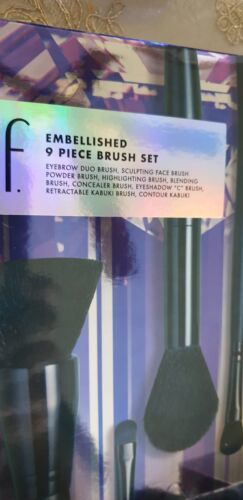 f.
EMBELLISHED
9 PIECE BRUSH SET
EYEBROW DUO BRUSH, SCULPTING FACE BRUSH
POWDER BRUSH, HIGHLIGHTING BRUSH, BLENDING
BRUSH, CONCEALER BRUSH, EYESHADOW "C" BRUSH,
RETRACTABLE KABUKI BRUSH, CONTOUR KABUKI